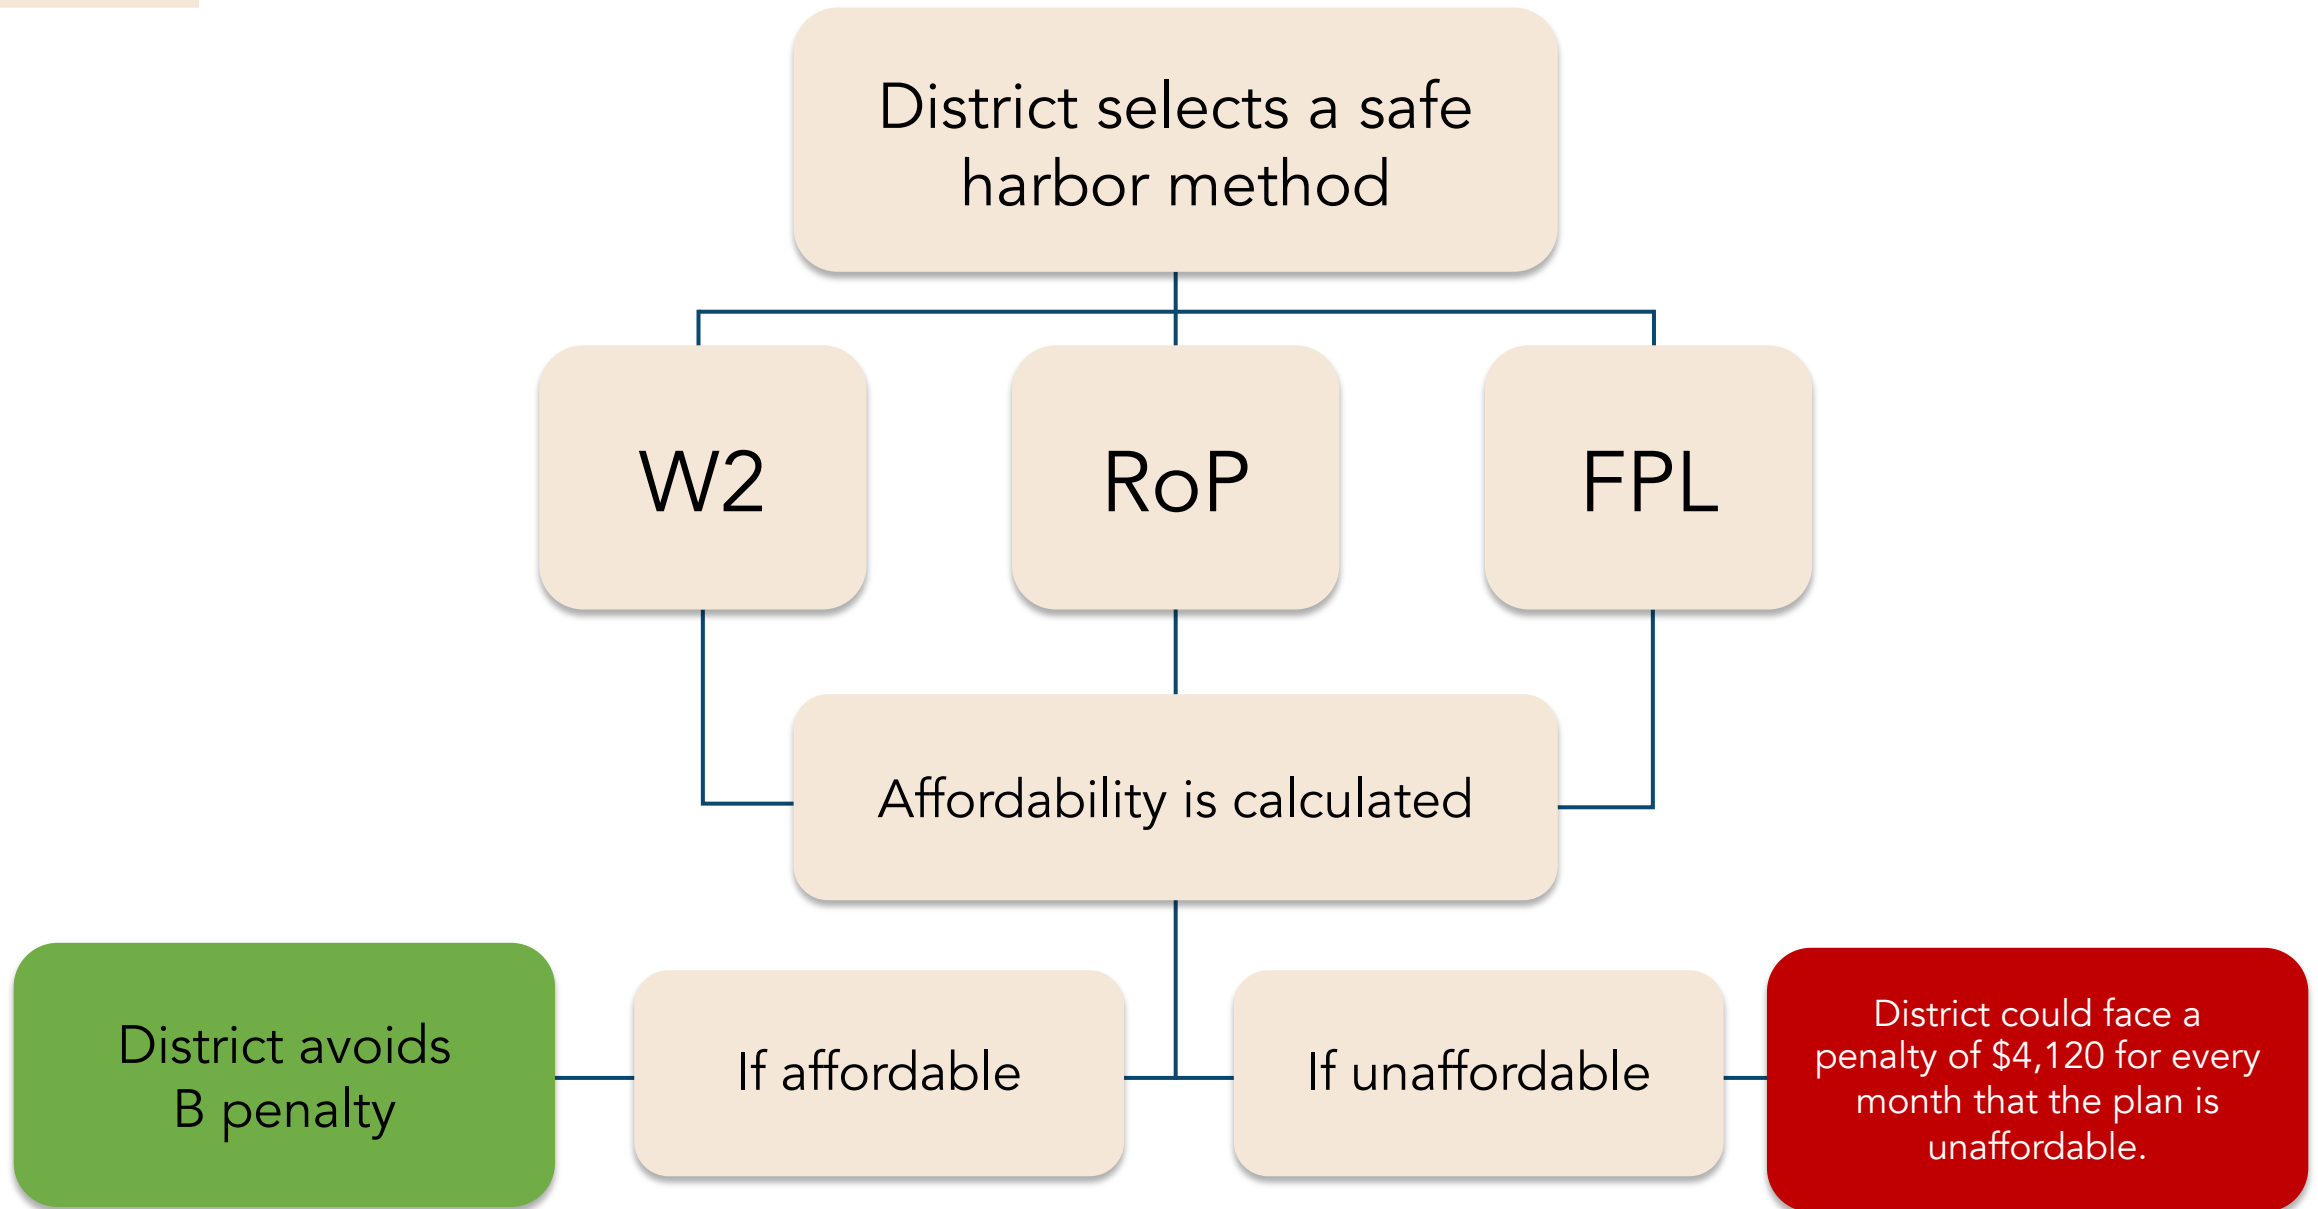 District selects a safe
harbor method
W2
RoP
FPL
Affordability is calculated
District avoids
B penalty
If affordable
If unaffordable
District could face a
penalty of $4,120 for every
month that the plan is
unaffordable.